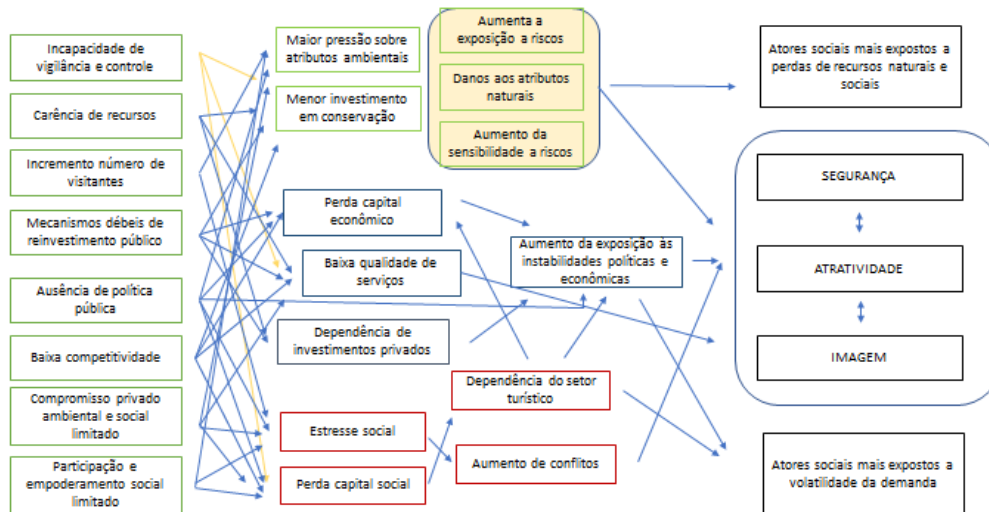 Incapacidade de
vigilância e controle
Carência de recursos
Incremento número de
visitantes
Mecanismos débeis de
reinvestimento público
Ausência de política
pública
Baixa competitividade
Compromisso privado
ambiental e social
limitado
Participação e
empoderamento social
limitado
Maior pressão sobre
atributos ambientais
Menor investimento
em conservação
Perda capital
econômico
Baixa qualidade de
serviços
Dependência de
investimentos privados
Estresse social
Perda capital social
Aumenta a
exposição a riscos
Danos aos atributos
naturais
Aumento da
sensibilidade a riscos
Aumento da exposição às
instabilidades políticas e
econômicas
Dependência do setor
turístico
Aumento de conflitos
Atores sociais mais expostos a
perdas de recursos naturais e
sociais
SEGURANÇA
ATRATIVIDADE
IMAGEM
Atores sociais mais expostos a
volatilidade da demanda